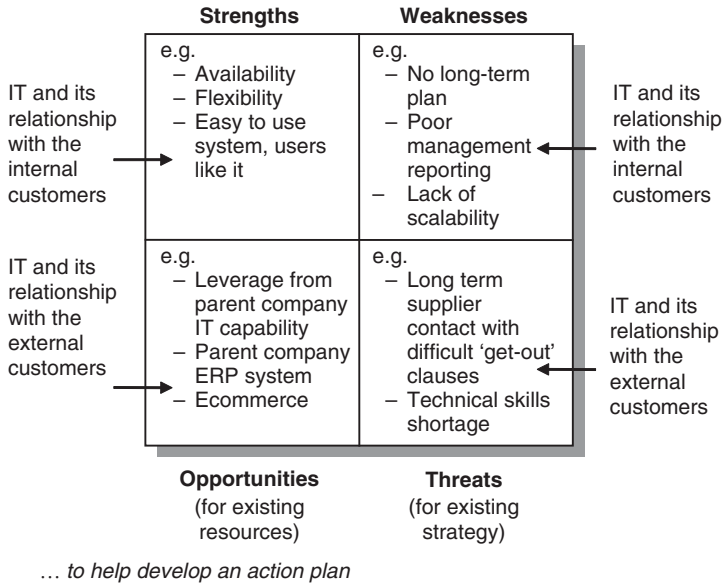 Strengths
Weaknesses
IT and its
relationship
with the
internal
customers
e.g.
– Availability
– Flexibility
– Easy to use
system, users
like it
e.g.
– No long-term
plan
– Poor
management
reporting
– Lack of
scalability
IT and its
relationship
with the
internal
customers
IT and its
relationship
with the
external
customers
e.g.
– Leverage from
parent company
IT capability
– Parent company
ERP system
– Ecommerce
e.g.
– Long term
supplier
contact with
difficult ‘get-out’
clauses
– Technical skills
shortage
IT and its
relationship
with the
external
customers
Opportunities
(for existing
resources)
Threats
(for existing
strategy)
… to help develop an action plan